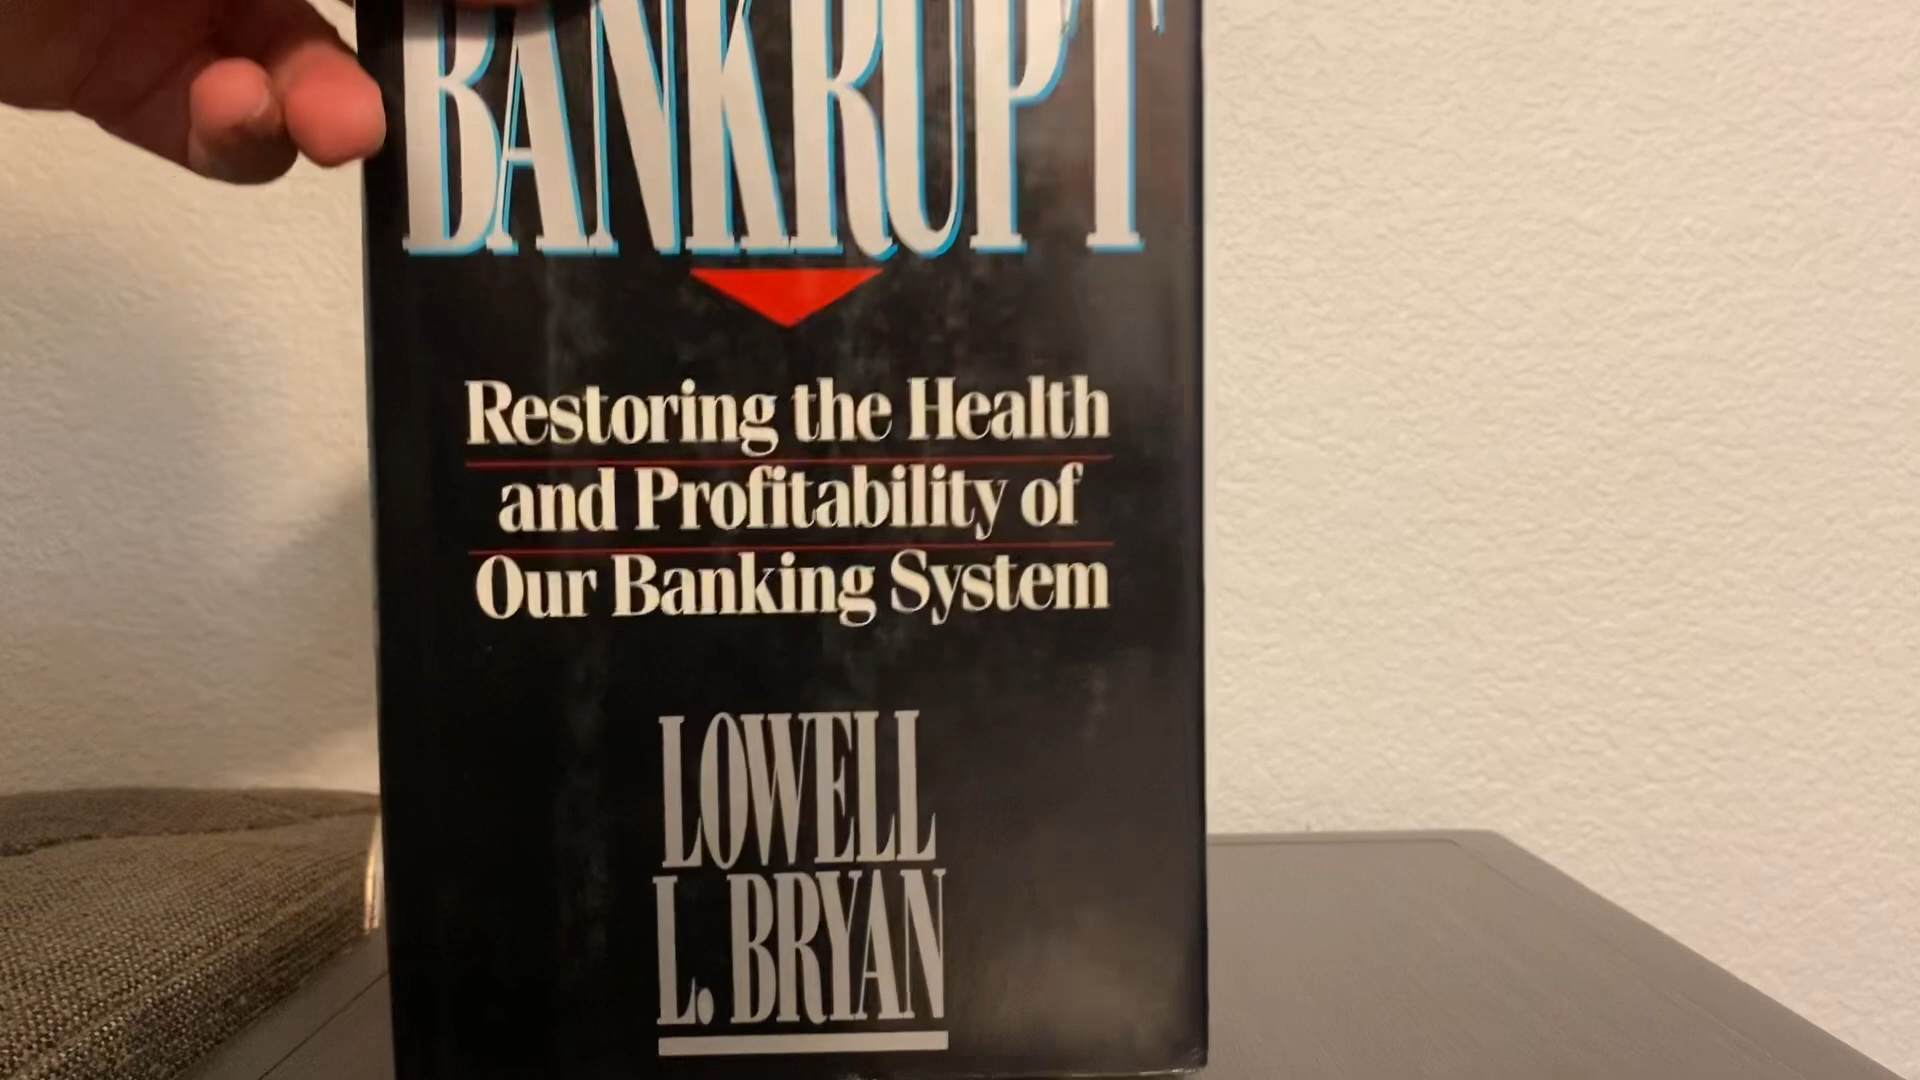 BANKRUPT
Restoring the Health
and Profitability of
Our Banking System
LOWELL
L. BRYAN